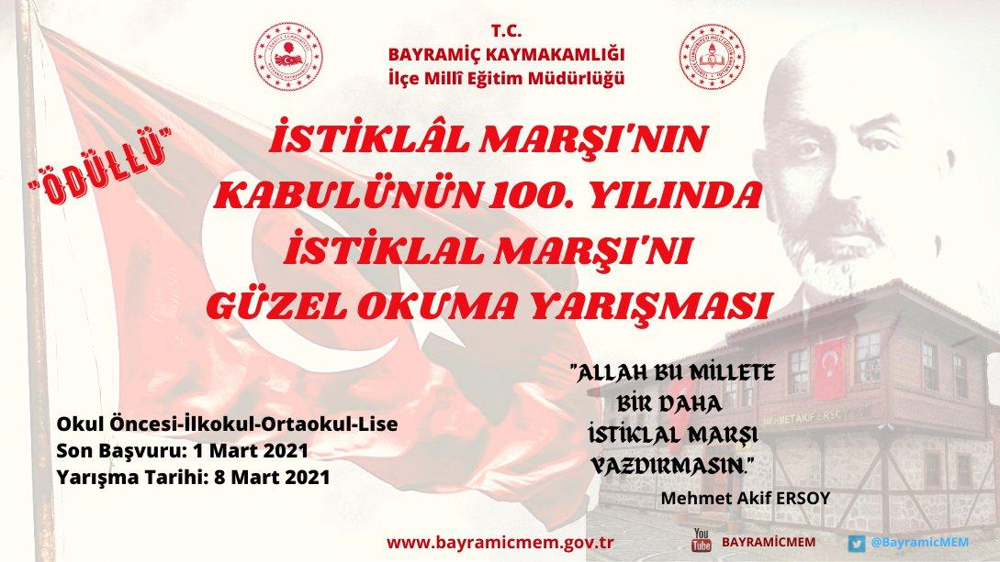 T.C.
BAYRAMİÇ KAYMAKAMLIĞI
İlçe Millî Eğitim Müdürlüğü
"ÖDÜLLÜ"
İSTİKLÂL MARŞI'NIN
KABULÜNÜN 100. YILINDA
İSTİKLAL MARŞI'NI
GÜZEL OKUMA YARIŞMASI
"ALLAH BU MİLLETE
BİR DAHA
İSTİKLAL MARŞI
YAZDIRMASIN."
Mehmet Akif ERSOY
MEHMET AKİF ERSOY EVİ
Okul Öncesi-İlkokul-Ortaokul-Lise
Son Başvuru: 1 Mart 2021
Yarışma Tarihi: 8 Mart 2021
www.bayramicmem.gov.tr
You Tube BAYRAMİCMEM
@BayramicMEM